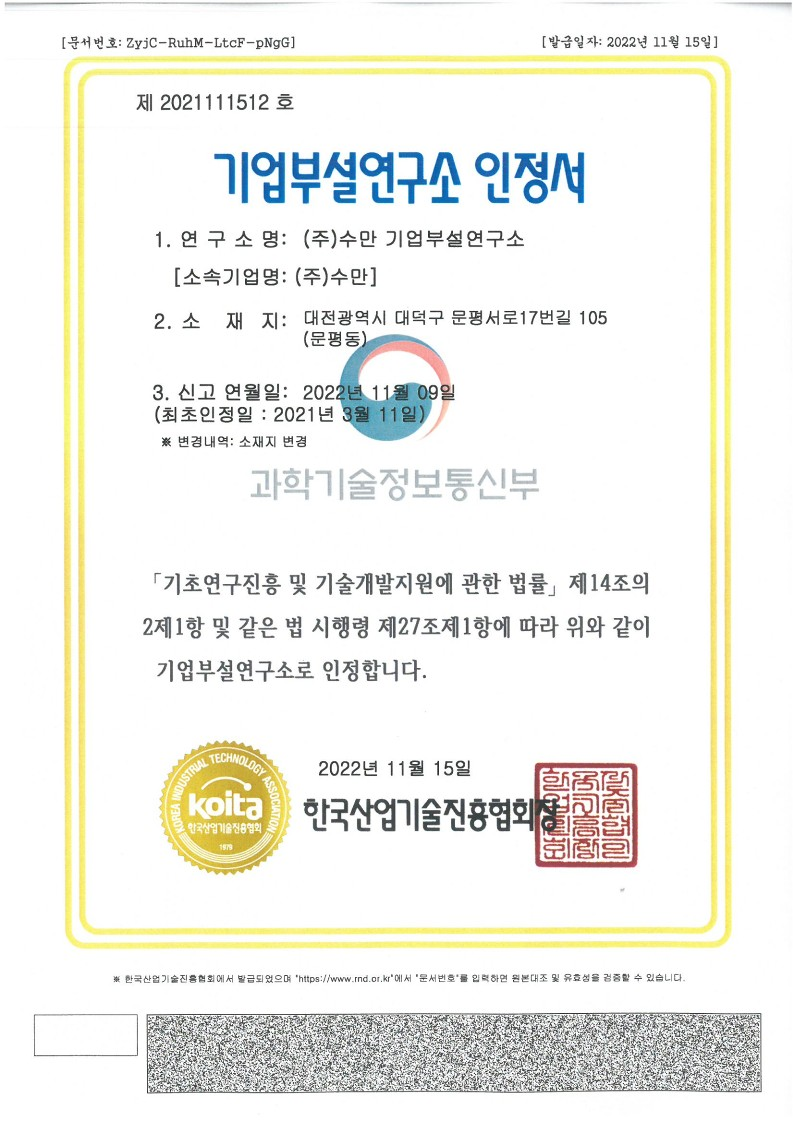 [문서번호: ZyjC-RuhM-LtcF-pNgG]
[발급일자: 2022년 11월 15일]
제 2021111512 호
기업부설연구소 인정서
1. 연 구 소 명: (주)수만 기업부설연구소
[소속기업명: (주)수만]
2. 소 재 지: 대전광역시 대덕구 문평서로17번길 105
(문평동)
3. 신고 연월일: 2022년 11월 09일
(최초인정일 : 2021년 3월 11일)
※ 변경내역: 소재지 변경
과학기술정보통신부
「기초연구진흥 및 기술개발지원에 관한 법률」 제14조의
2제1항 및 같은 법 시행령 제27조제1항에 따라 위와 같이
기업부설연구소로 인정합니다.
KOREA INDUSTRIAL TECHNOLOGY ASSOCIATION
koita
한국산업기술진흥협회
1979
2022년 11월 15일
한국산업기술진흥협회장
※ 한국산업기술진흥협회에서 발급되었으며 "https://www.rnd.or.kr"에서 "문서번호"를 입력하면 원본대조 및 유효성을 검증할 수 있습니다.